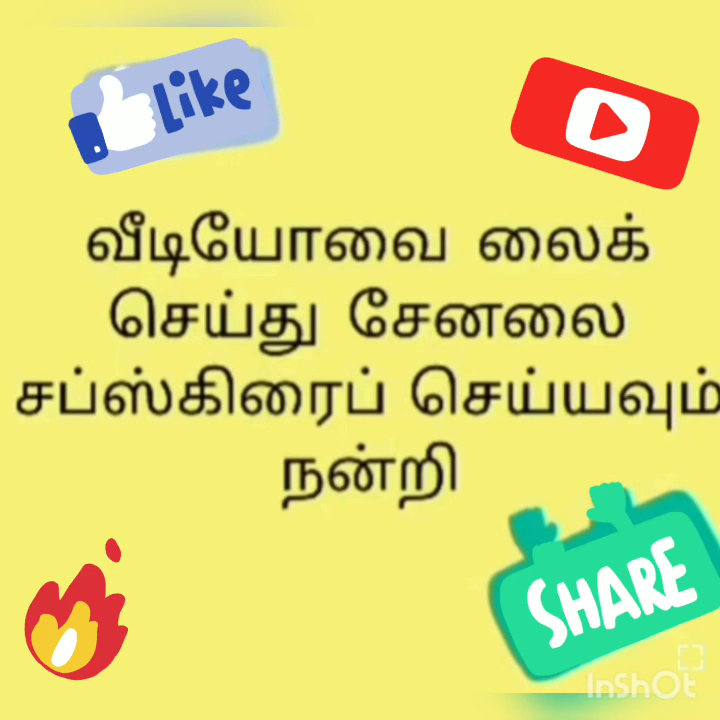 Like
வீடியோவை லைக்
செய்து சேனலை
சப்ஸ்கிரைப் செய்யவும்
நன்றி
SHARE
InShOt